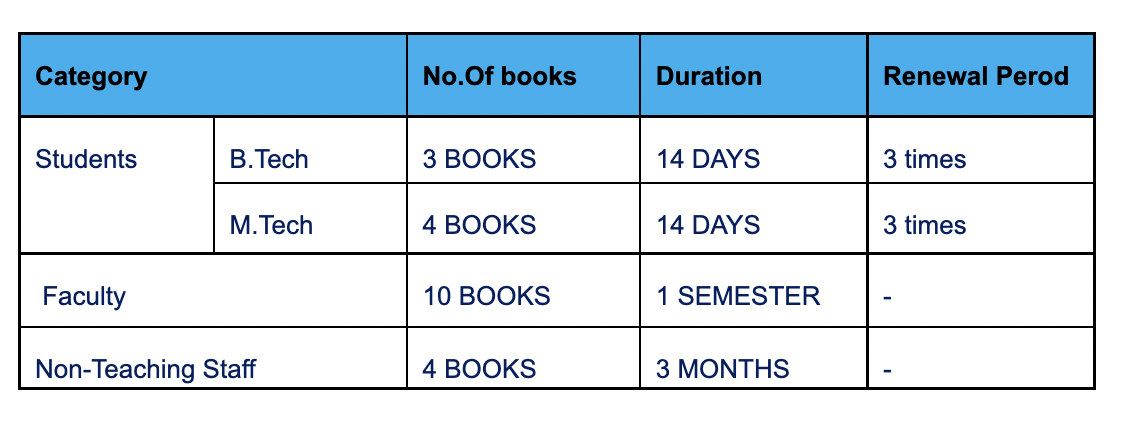 Category No.Of books Duration Renewal Perod
Students B.Tech 3 BOOKS 14 DAYS 3 times
M.Tech 4 BOOKS 14 DAYS 3 times
Faculty 10 BOOKS 1 SEMESTER -
Non-Teaching Staff 4 BOOKS 3 MONTHS -